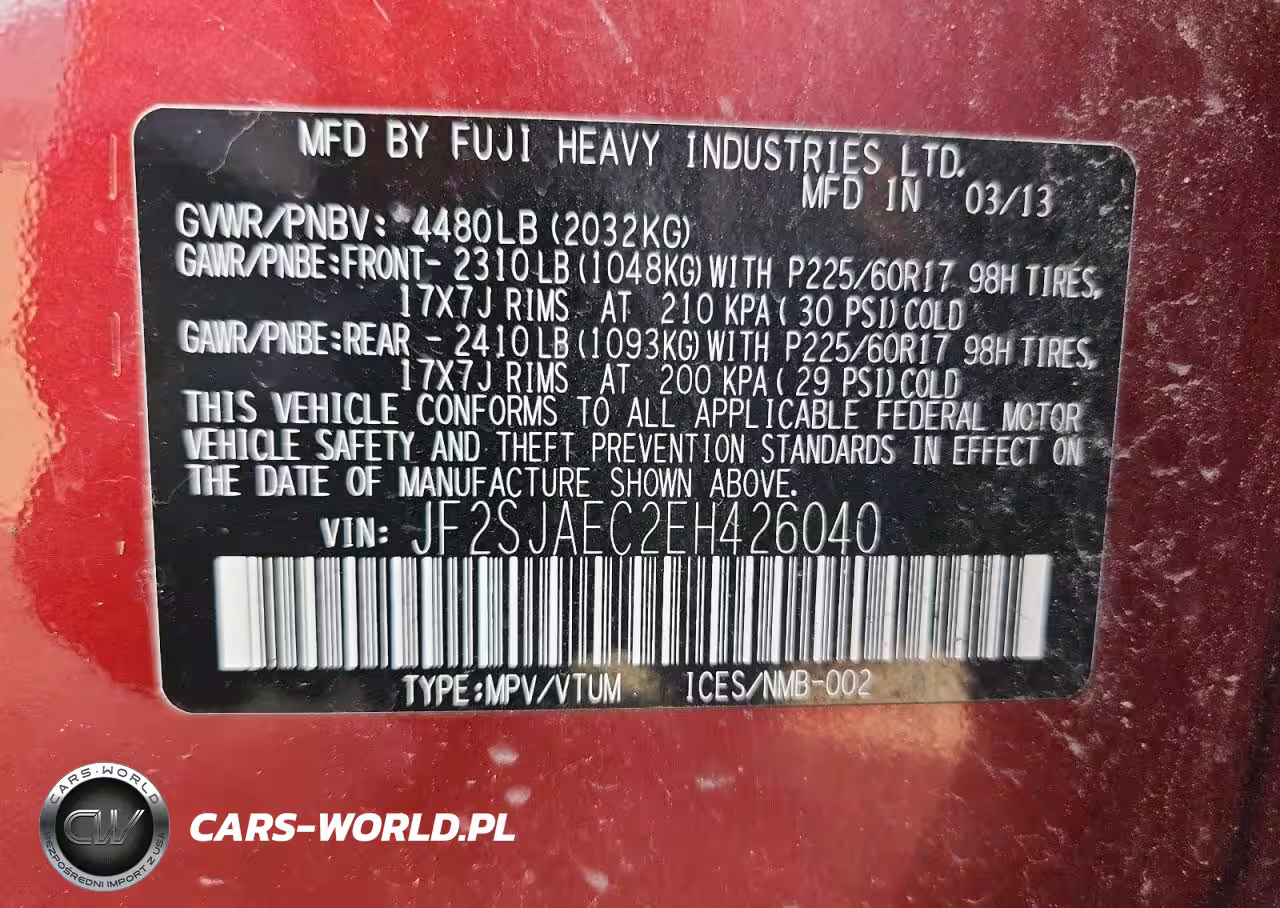 MFD BY FUJI HEAVY INDUSTRIES LTD.
MFD IN 03/13
GVWR/PNBV: 4480LB (2032KG)
GAWR/PNBE:FRONT- 2310LB (1048KG) WITH P225/60R17 98H TIRES,
17X7J RIMS AT 210 KPA ( 30 PSI) COLD
GAWR/PNBE:REAR - 2410LB (1093KG) WITH P225/60R17 98H TIRES,
17X7J RIMS AT 200 KPA ( 29 PSI) COLD
THIS VEHICLE CONFORMS TO ALL APPLICABLE FEDERAL MOTOR
VEHICLE SAFETY AND THEFT PREVENTION STANDARDS IN EFFECT ON
THE DATE OF MANUFACTURE SHOWN ABOVE.
VIN: JF2SJAEC2EH426040
TYPE:MPV/VTUM ICES/NMB-002
CARS-WORLD
CW
BEZPOŚREDNI IMPORT Z USA
CARS-WORLD.PL